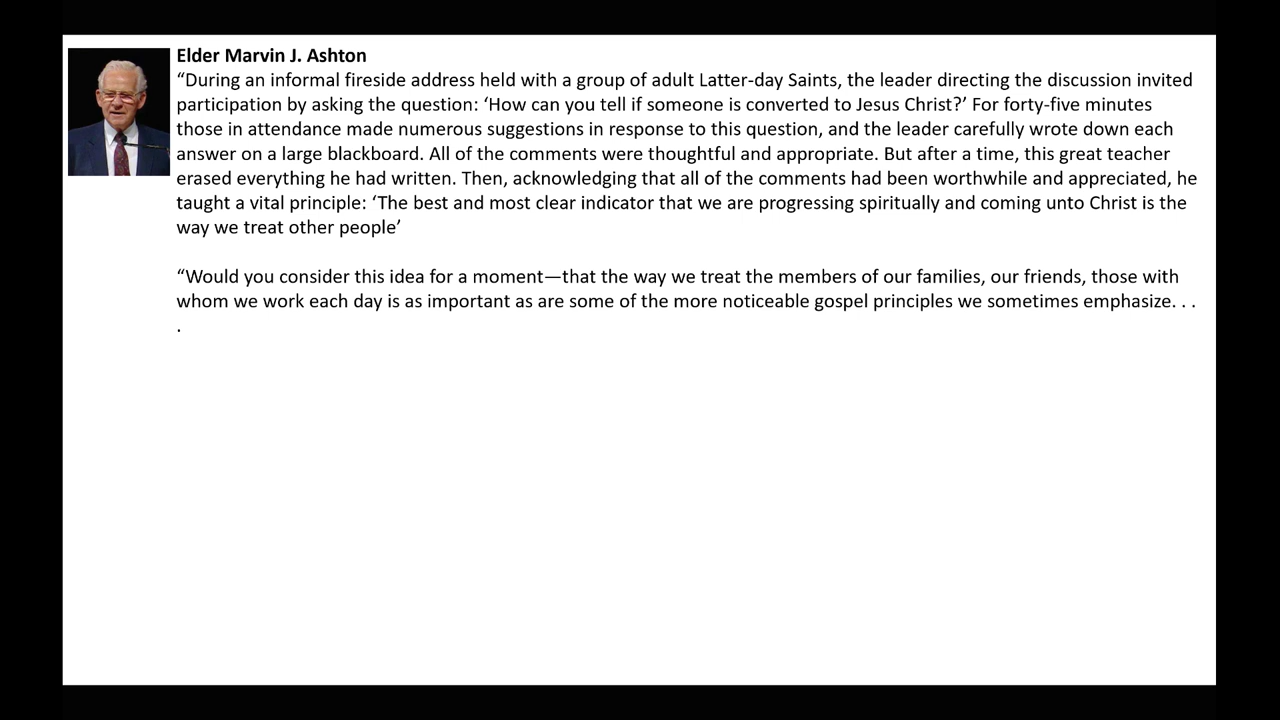 Elder Marvin J. Ashton
“During an informal fireside address held with a group of adult Latter-day Saints, the leader directing the discussion invited
participation by asking the question: ‘How can you tell if someone is converted to Jesus Christ?’ For forty-five minutes
those in attendance made numerous suggestions in response to this question, and the leader carefully wrote down each
answer on a large blackboard. All of the comments were thoughtful and appropriate. But after a time, this great teacher
erased everything he had written. Then, acknowledging that all of the comments had been worthwhile and appreciated, he
taught a vital principle: ‘The best and most clear indicator that we are progressing spiritually and coming unto Christ is the
way we treat other people’
“Would you consider this idea for a moment—that the way we treat the members of our families, our friends, those with
whom we work each day is as important as are some of the more noticeable gospel principles we sometimes emphasize. . .
.